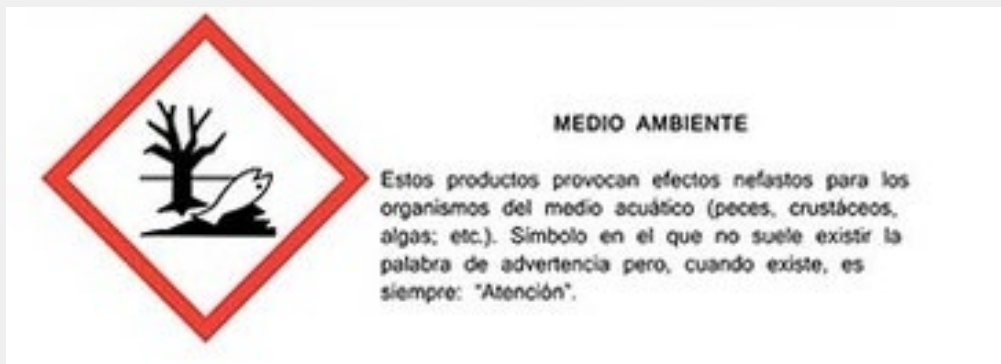 MEDIO AMBIENTE
Estos productos provocan efectos nefastos para los
organismos del medio acuático (peces, crustáceos,
algas; etc.). Símbolo en el que no suele existir la
palabra de advertencia pero, cuando existe, es
siempre: "Atención".